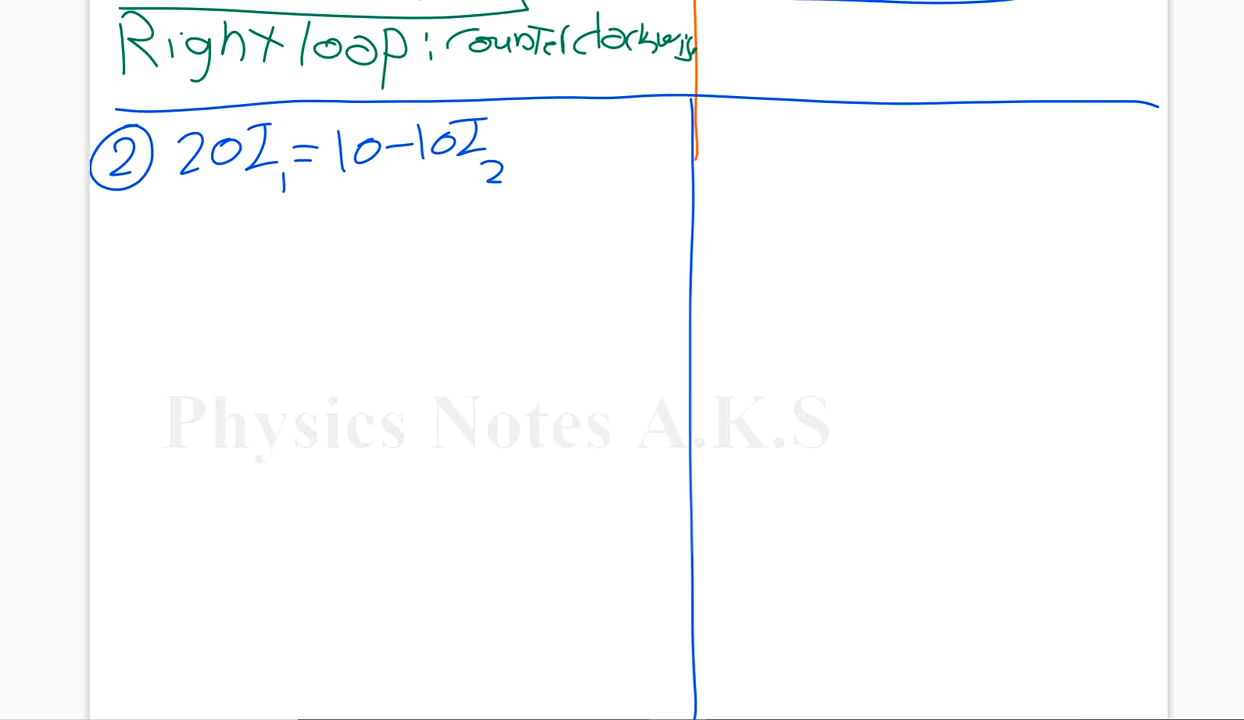 Right loop: counterclockwise
② 20I₁ = 10-10I₂
Physics Notes A.K.S